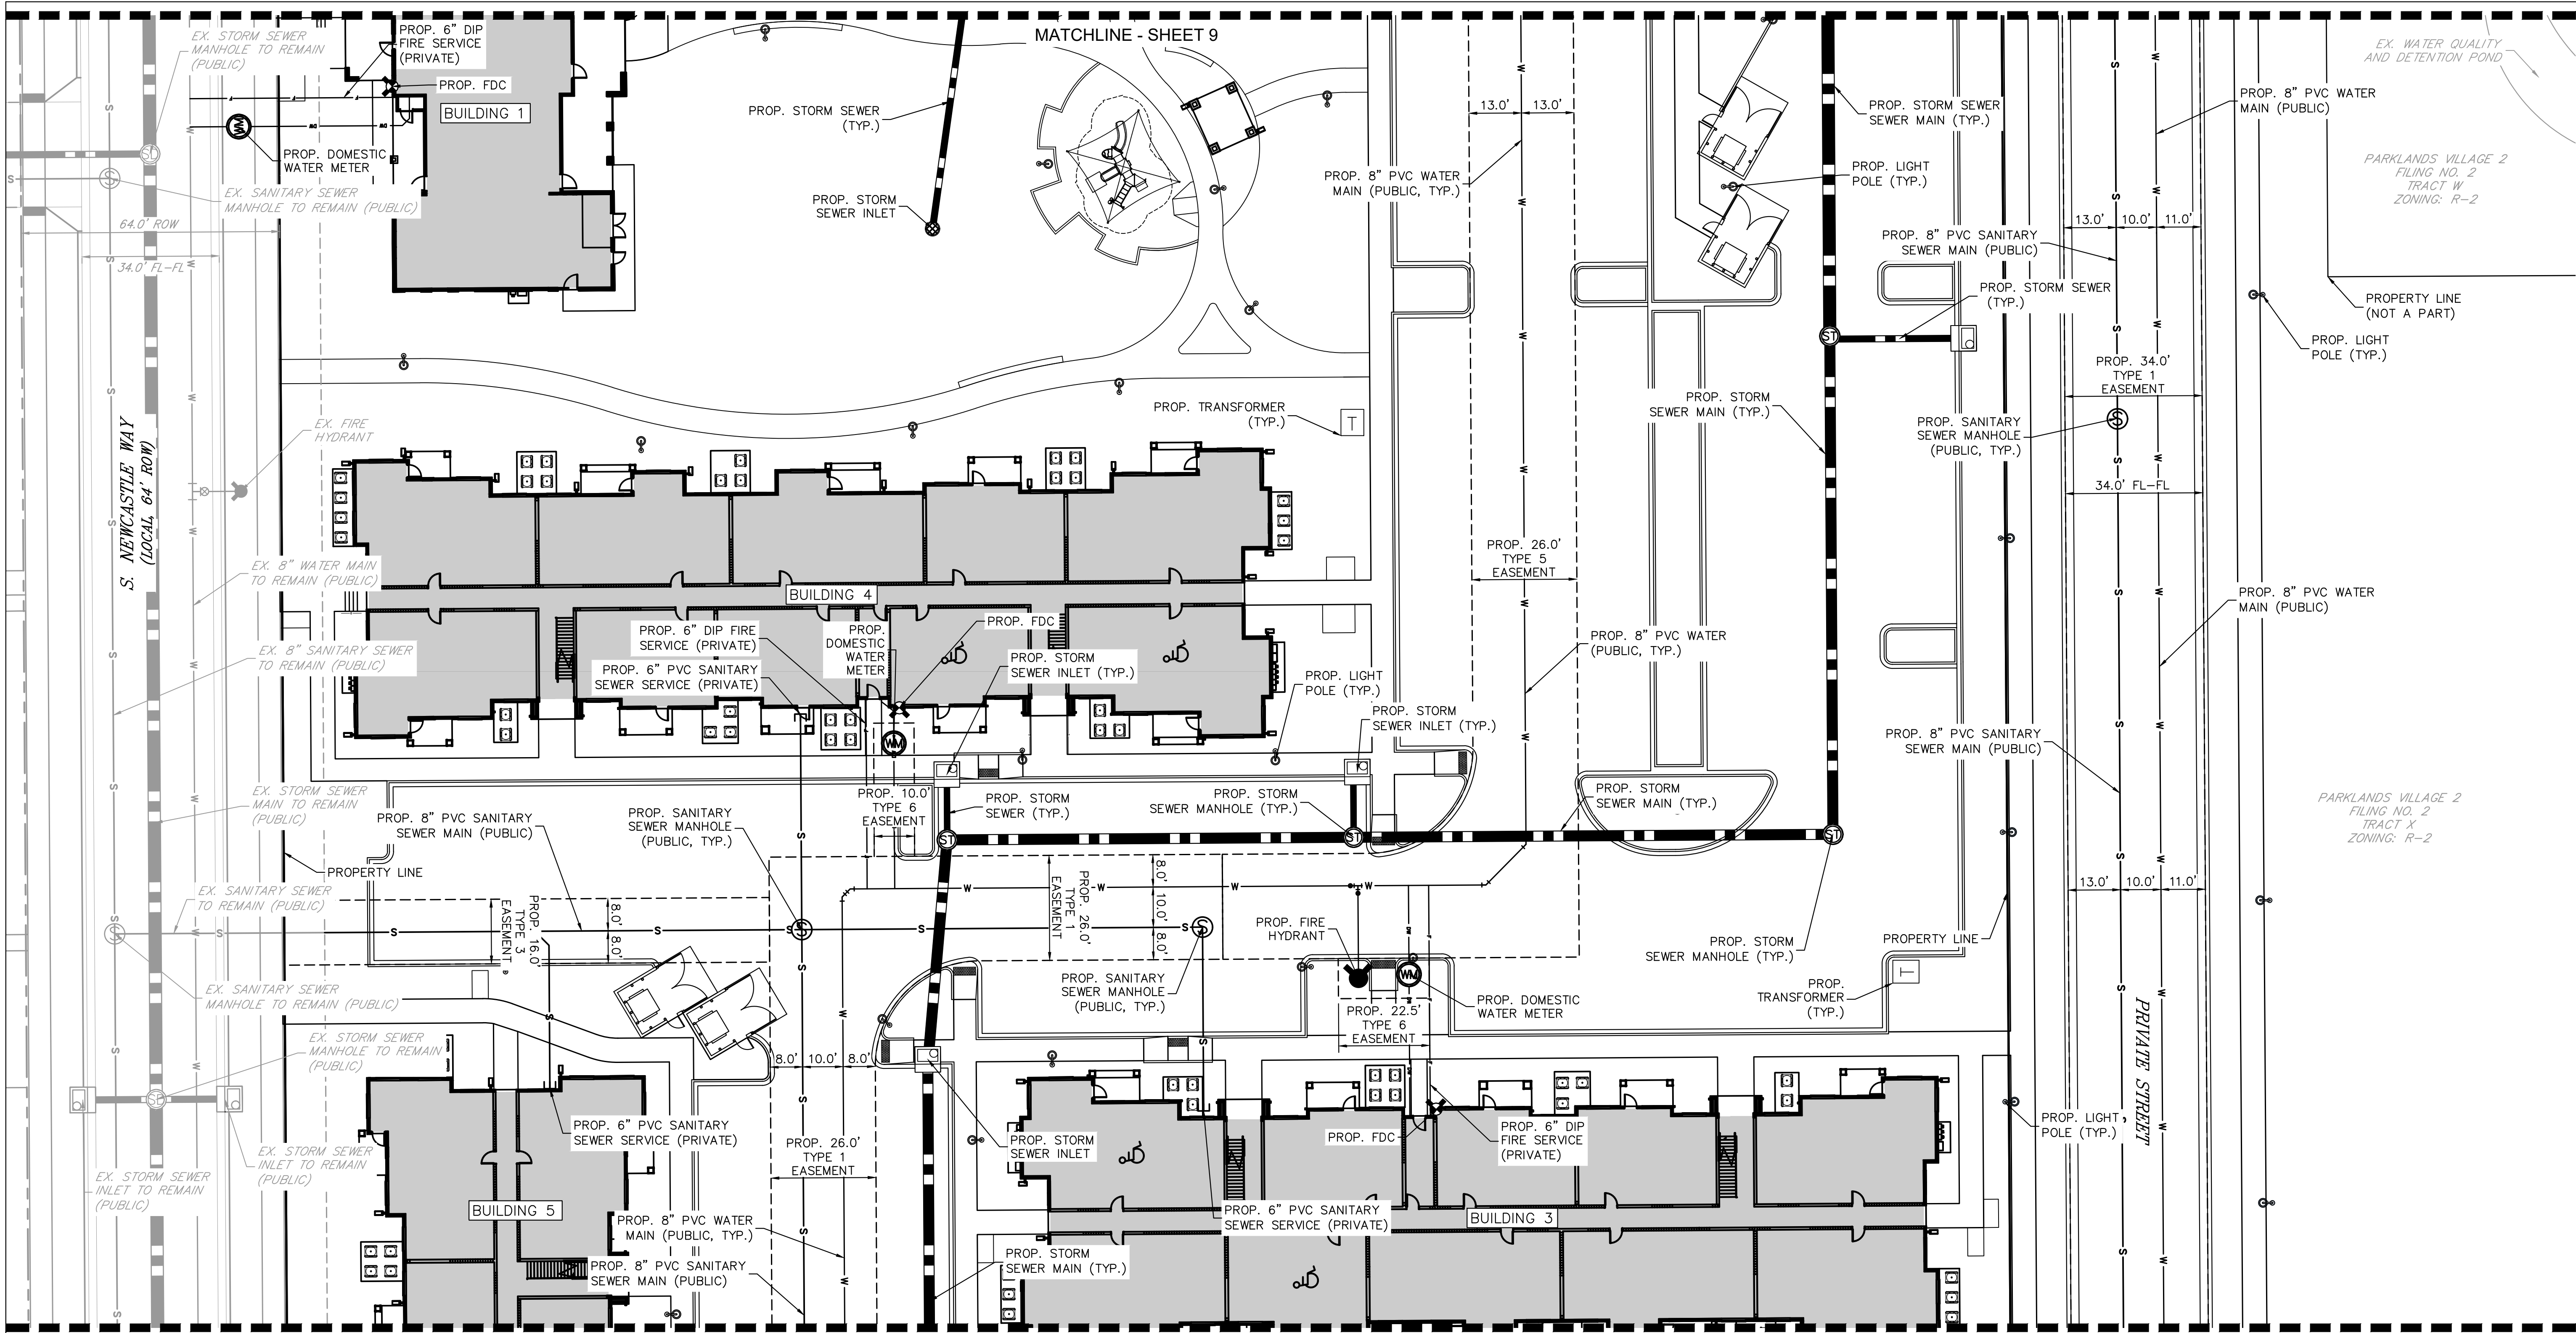 MATCHLINE - SHEET 9
EX. STORM SEWER
MANHOLE TO REMAIN
(PUBLIC)
PROP. 6" DIP
FIRE SERVICE
(PRIVATE)
PROP. FDC
BUILDING 1
WM
PROP. DOMESTIC
WATER METER
SD
S
EX. SANITARY SEWER
MANHOLE TO REMAIN (PUBLIC)
64.0' ROW
34.0' FL-FL
PROP. STORM SEWER
(TYP.)
PROP. STORM
SEWER INLET
13.0'
13.0'
PROP. 8" PVC WATER
MAIN (PUBLIC, TYP.)
PROP. STORM SEWER
SEWER MAIN (TYP.)
PROP. LIGHT
POLE (TYP.)
PROP. 8" PVC SANITARY
SEWER MAIN (PUBLIC)
PROP. STORM SEWER
(TYP.)
13.0'
10.0'
11.0'
PROP. 8" PVC WATER
MAIN (PUBLIC)
EX. WATER QUALITY
AND DETENTION POND
PARKLANDS VILLAGE 2
FILING NO. 2
TRACT W
ZONING: R-2
PROPERTY LINE
(NOT A PART)
PROP. LIGHT
POLE (TYP.)
ST
PROP. 34.0'
TYPE 1
EASEMENT
PROP. TRANSFORMER
(TYP.)
T
PROP. STORM
SEWER MAIN (TYP.)
PROP. SANITARY
SEWER MANHOLE
(PUBLIC, TYP.)
S
34.0' FL-FL
S. NEWCASTLE WAY
(LOCAL, 64' ROW)
EX. FIRE
HYDRANT
EX. 8" WATER MAIN
TO REMAIN (PUBLIC)
EX. 8" SANITARY SEWER
TO REMAIN (PUBLIC)
BUILDING 4
PROP. 6" DIP FIRE
SERVICE (PRIVATE)
PROP. 6" PVC SANITARY
SEWER SERVICE (PRIVATE)
PROP.
DOMESTIC
WATER
METER
PROP. FDC
PROP. STORM
SEWER INLET (TYP.)
PROP. LIGHT
POLE (TYP.)
PROP. STORM
SEWER INLET (TYP.)
PROP. 26.0'
TYPE 5
EASEMENT
PROP. 8" PVC WATER
(PUBLIC, TYP.)
PROP. 8" PVC WATER
MAIN (PUBLIC)
PROP. 8" PVC SANITARY
SEWER MAIN (PUBLIC)
WM
EX. STORM SEWER
MAIN TO REMAIN
(PUBLIC)
PROP. 8" PVC SANITARY
SEWER MAIN (PUBLIC)
PROP. SANITARY
SEWER MANHOLE
(PUBLIC, TYP.)
PROP. 10.0'
TYPE 6
EASEMENT
PROP. STORM
SEWER (TYP.)
PROP. STORM
SEWER MANHOLE (TYP.)
PROP. STORM
SEWER MAIN (TYP.)
ST
ST
ST
PARKLANDS VILLAGE 2
FILING NO. 2
TRACT X
ZONING: R-2
PROPERTY LINE
EX. SANITARY SEWER
TO REMAIN (PUBLIC)
PROP. 16.0'
TYPE 3
EASEMENT
8.0'
8.0'
PROP. 26.0'
TYPE 1
EASEMENT
8.0'
10.0'
8.0'
13.0'
10.0'
11.0'
PROP. FIRE
HYDRANT
PROP. STORM
SEWER MANHOLE (TYP.)
PROPERTY LINE
PROP. SANITARY
SEWER MANHOLE
(PUBLIC, TYP.)
WM
PROP. DOMESTIC
WATER METER
PROP.
TRANSFORMER
(TYP.)
T
PROP. 22.5'
TYPE 6
EASEMENT
EX. SANITARY SEWER
MANHOLE TO REMAIN (PUBLIC)
EX. STORM SEWER
MANHOLE TO REMAIN
(PUBLIC)
8.0'
10.0'
8.0'
PRIVATE STREET
PROP. 6" PVC SANITARY
SEWER SERVICE (PRIVATE)
PROP. 26.0'
TYPE 1
EASEMENT
PROP. STORM
SEWER INLET
PROP. FDC
PROP. 6" DIP
FIRE SERVICE
(PRIVATE)
PROP. LIGHT
POLE (TYP.)
EX. STORM SEWER
INLET TO REMAIN
(PUBLIC)
EX. STORM SEWER
INLET TO REMAIN
(PUBLIC)
BUILDING 5
PROP. 8" PVC WATER
MAIN (PUBLIC, TYP.)
PROP. 8" PVC SANITARY
SEWER MAIN (PUBLIC)
PROP. STORM
SEWER MAIN (TYP.)
PROP. 6" PVC SANITARY
SEWER SERVICE (PRIVATE)
BUILDING 3